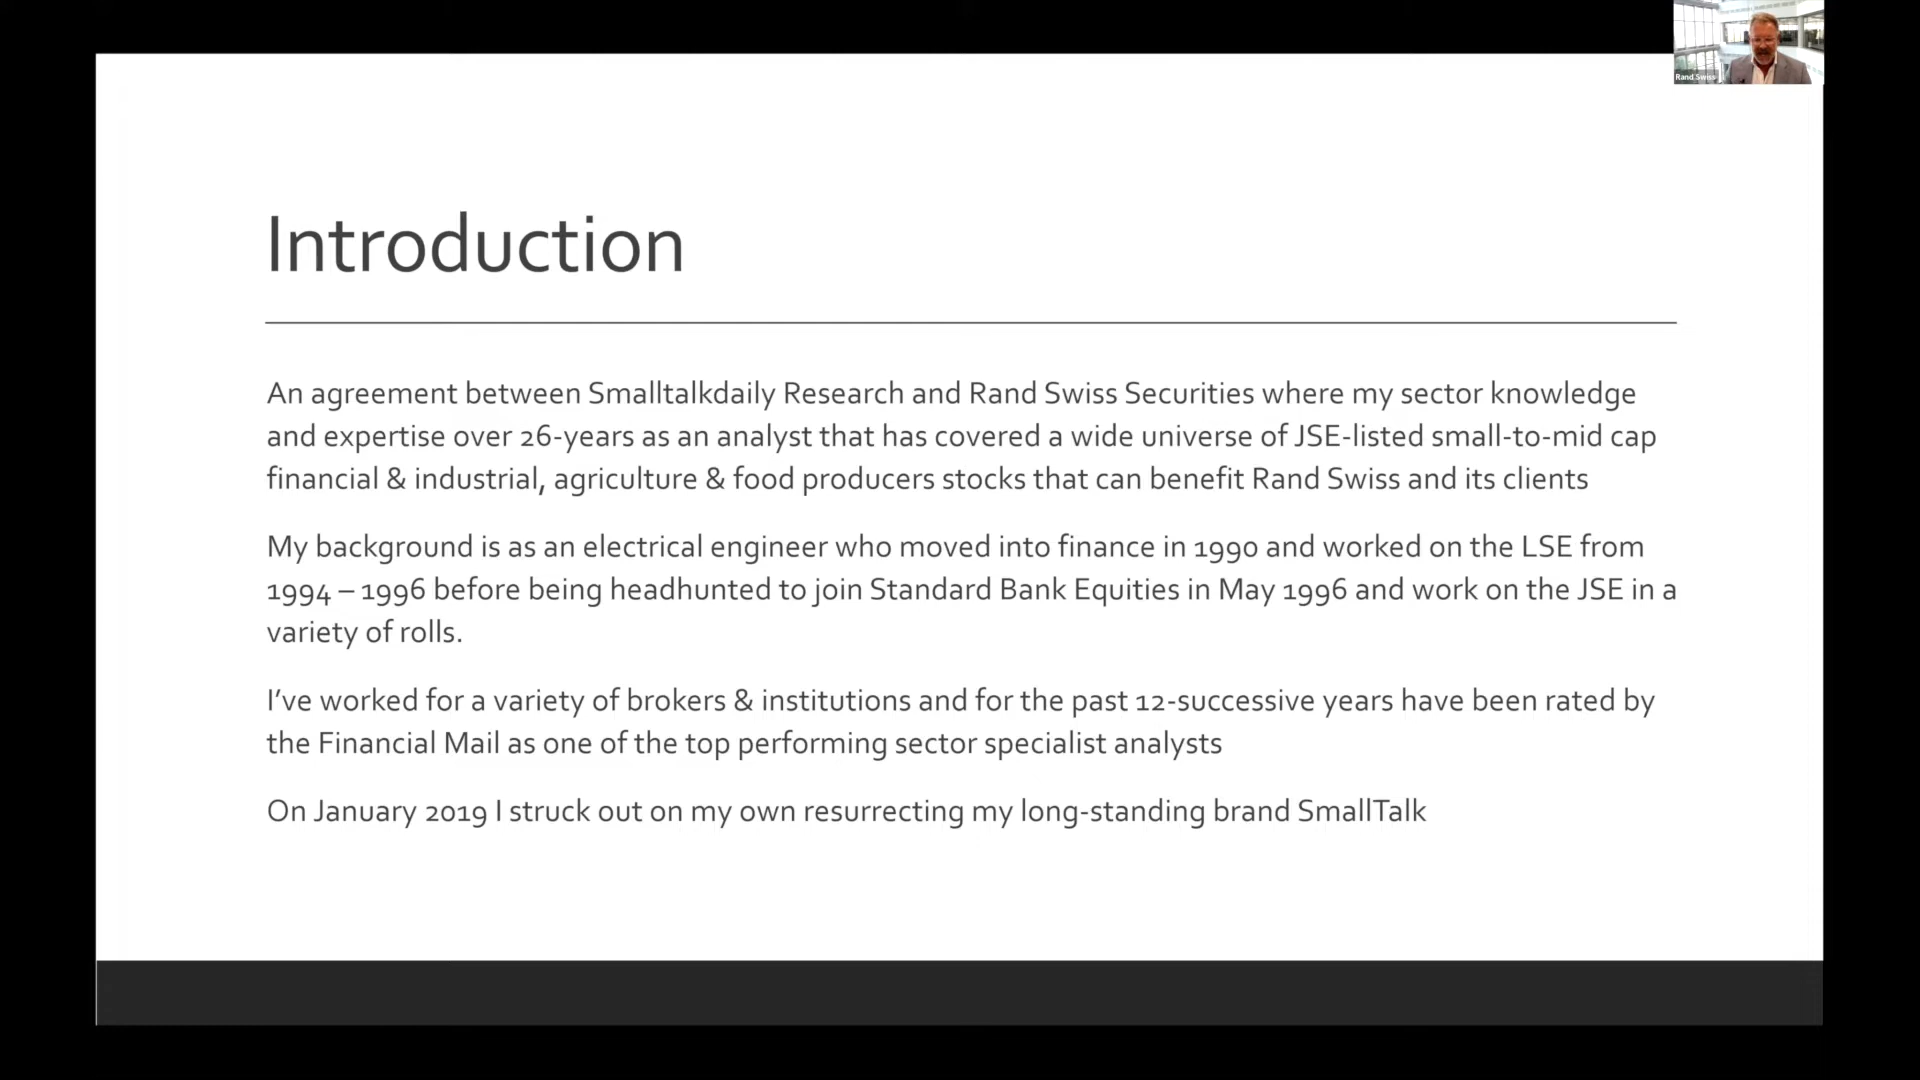 Rand Swiss
Introduction
An agreement between Smalltalkdaily Research and Rand Swiss Securities where my sector knowledge
and expertise over 26-years as an analyst that has covered a wide universe of JSE-listed small-to-mid cap
financial & industrial, agriculture & food producers stocks that can benefit Rand Swiss and its clients
My background is as an electrical engineer who moved into finance in 1990 and worked on the LSE from
1994 – 1996 before being headhunted to join Standard Bank Equities in May 1996 and work on the JSE in a
variety of rolls.
I’ve worked for a variety of brokers & institutions and for the past 12-successive years have been rated by
the Financial Mail as one of the top performing sector specialist analysts
On January 2019 I struck out on my own resurrecting my long-standing brand SmallTalk